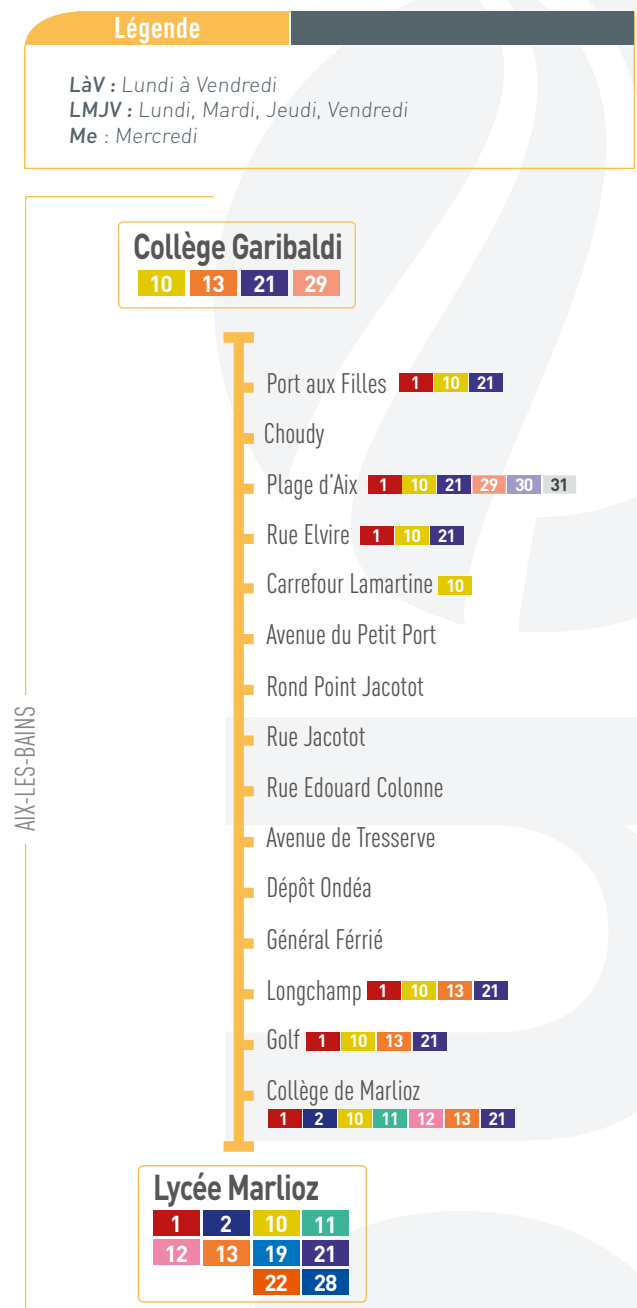 Légende
LàV : Lundi à Vendredi
LMJV : Lundi, Mardi, Jeudi, Vendredi
Me : Mercredi
AIX-LES-BAINS
Collège Garibaldi
10 13 21 29
Port aux Filles 1 10 21
Choudy
Plage d'Aix 1 10 21 29 30 31
Rue Elvire 1 10 21
Carrefour Lamartine 10
Avenue du Petit Port
Rond Point Jacotot
Rue Jacotot
Rue Edouard Colonne
Avenue de Tresserve
Dépôt Ondéa
Général Férrié
Longchamp 1 10 13 21
Golf 1 10 13 21
Collège de Marlioz
1 2 10 11 12 13 21
Lycée Marlioz
1 2 10 11
12 13 19 21
22 28